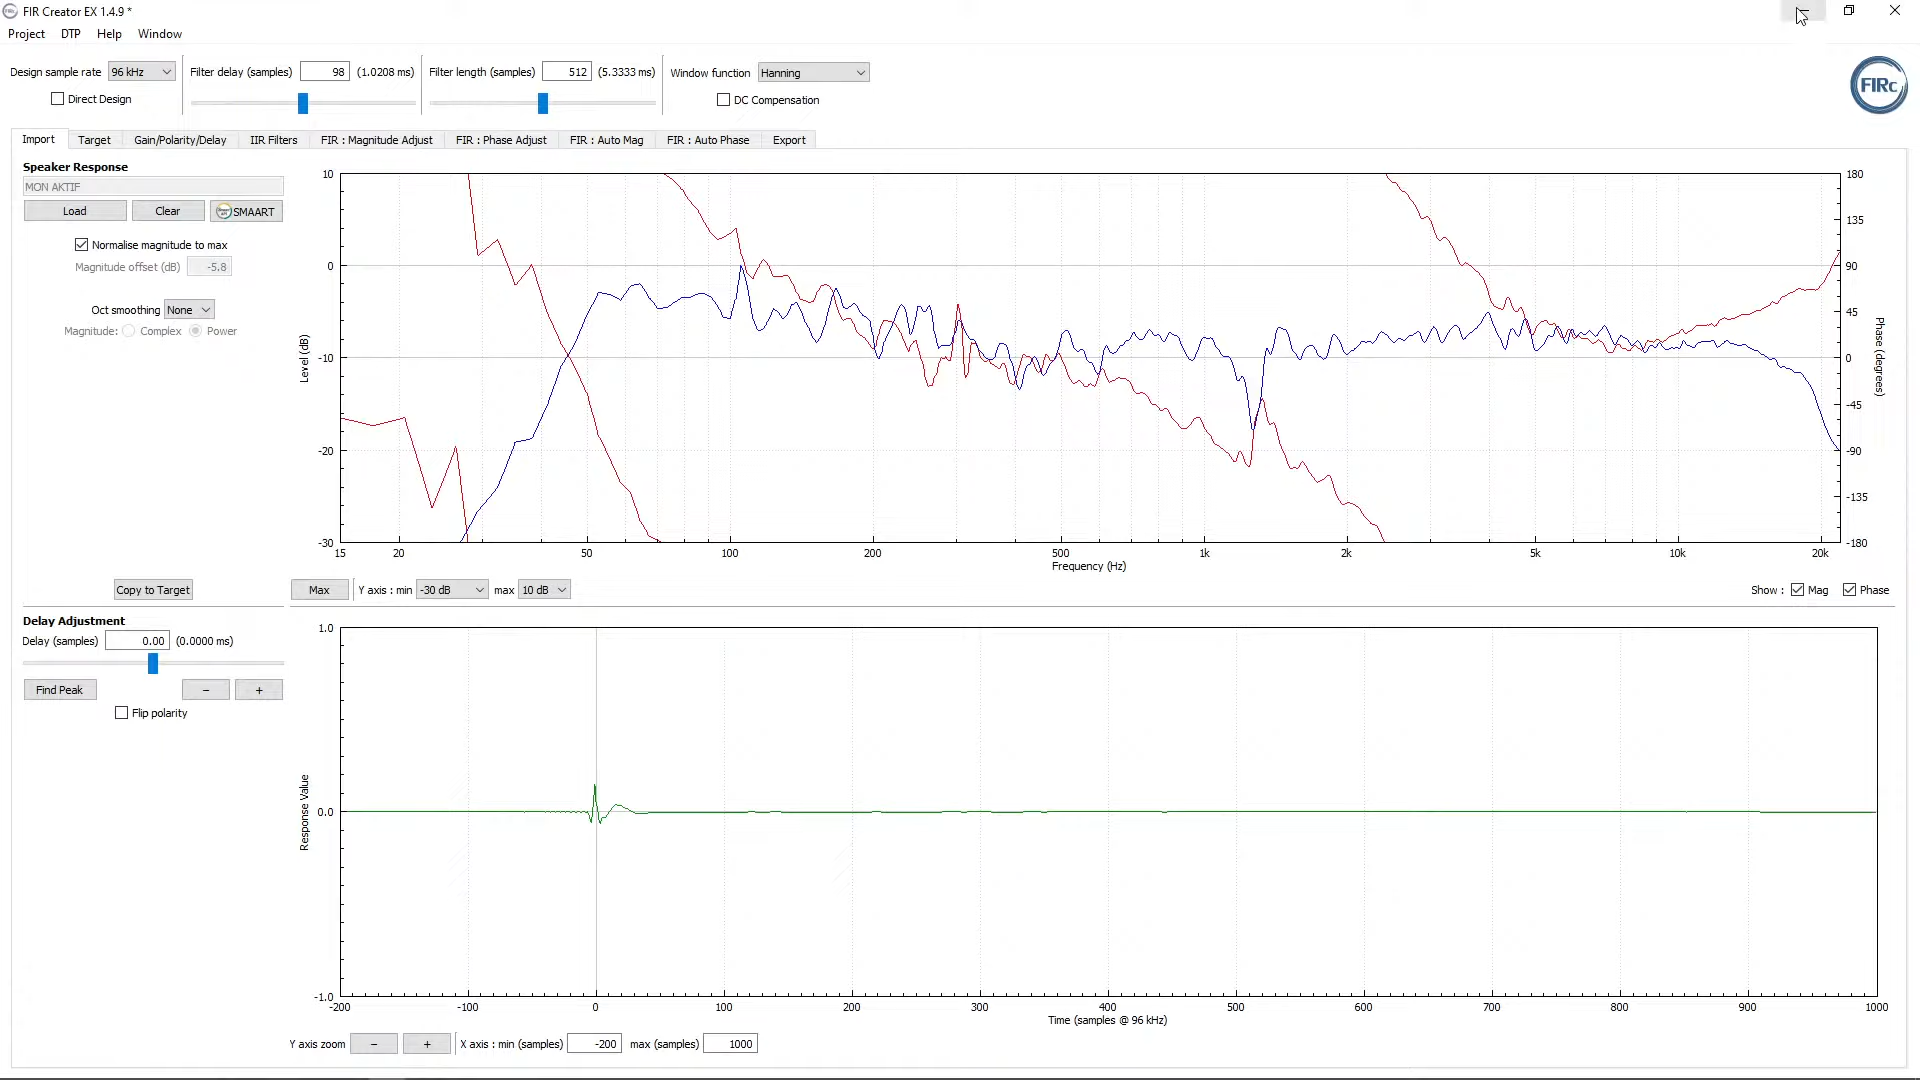 FIR Creator EX 1.4.9 *
Project DTP Help Window
Design sample rate 96 kHz Filter delay (samples) 98 (1.0208 ms) Filter length (samples) 512 (5.3333 ms) Window function Hanning
Direct Design DC Compensation
FIRc
Import Target Gain/Polarity/Delay IIR Filters FIR : Magnitude Adjust FIR : Phase Adjust FIR : Auto Mag FIR : Auto Phase Export
Speaker Response
MON AKTIF
Load Clear SMAART
Normalise magnitude to max
Magnitude offset (dB) -5.8
Oct smoothing None
Magnitude: Complex Power
Copy to Target
10
0
-10
-20
-30
Level (dB)
180
135
90
45
0
-45
-90
-135
-180
Phase (degrees)
15 20 50 100 200 500 1k 2k 5k 10k 20k
Frequency (Hz)
Max Y axis : min -30 dB max 10 dB Show : Mag Phase
Delay Adjustment
Delay (samples) 0.00 (0.0000 ms)
Find Peak - +
Flip polarity
1.0
0.0
-1.0
Response Value
-200 -100 0 100 200 300 400 500 600 700 800 900 1000
Time (samples @ 96 kHz)
Y axis zoom - + X axis : min (samples) -200 max (samples) 1000